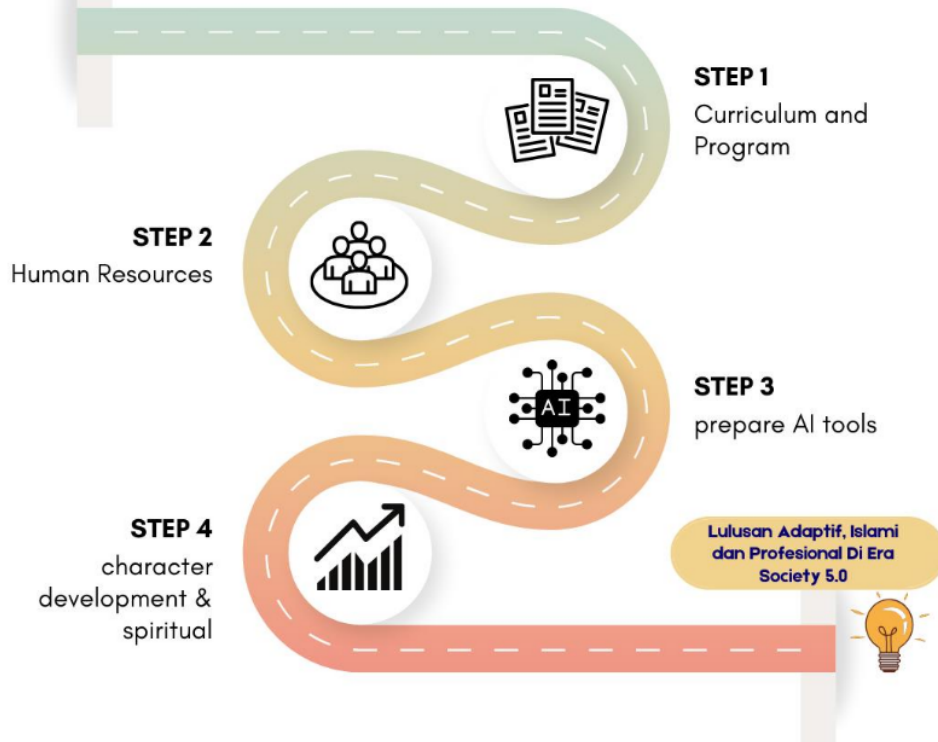 STEP 1
Curriculum and
Program
STEP 2
Human Resources
STEP 3
AI
prepare AI tools
STEP 4
character
development &
spiritual
Lulusan Adaptif, Islami
dan Profesional Di Era
Society 5.0